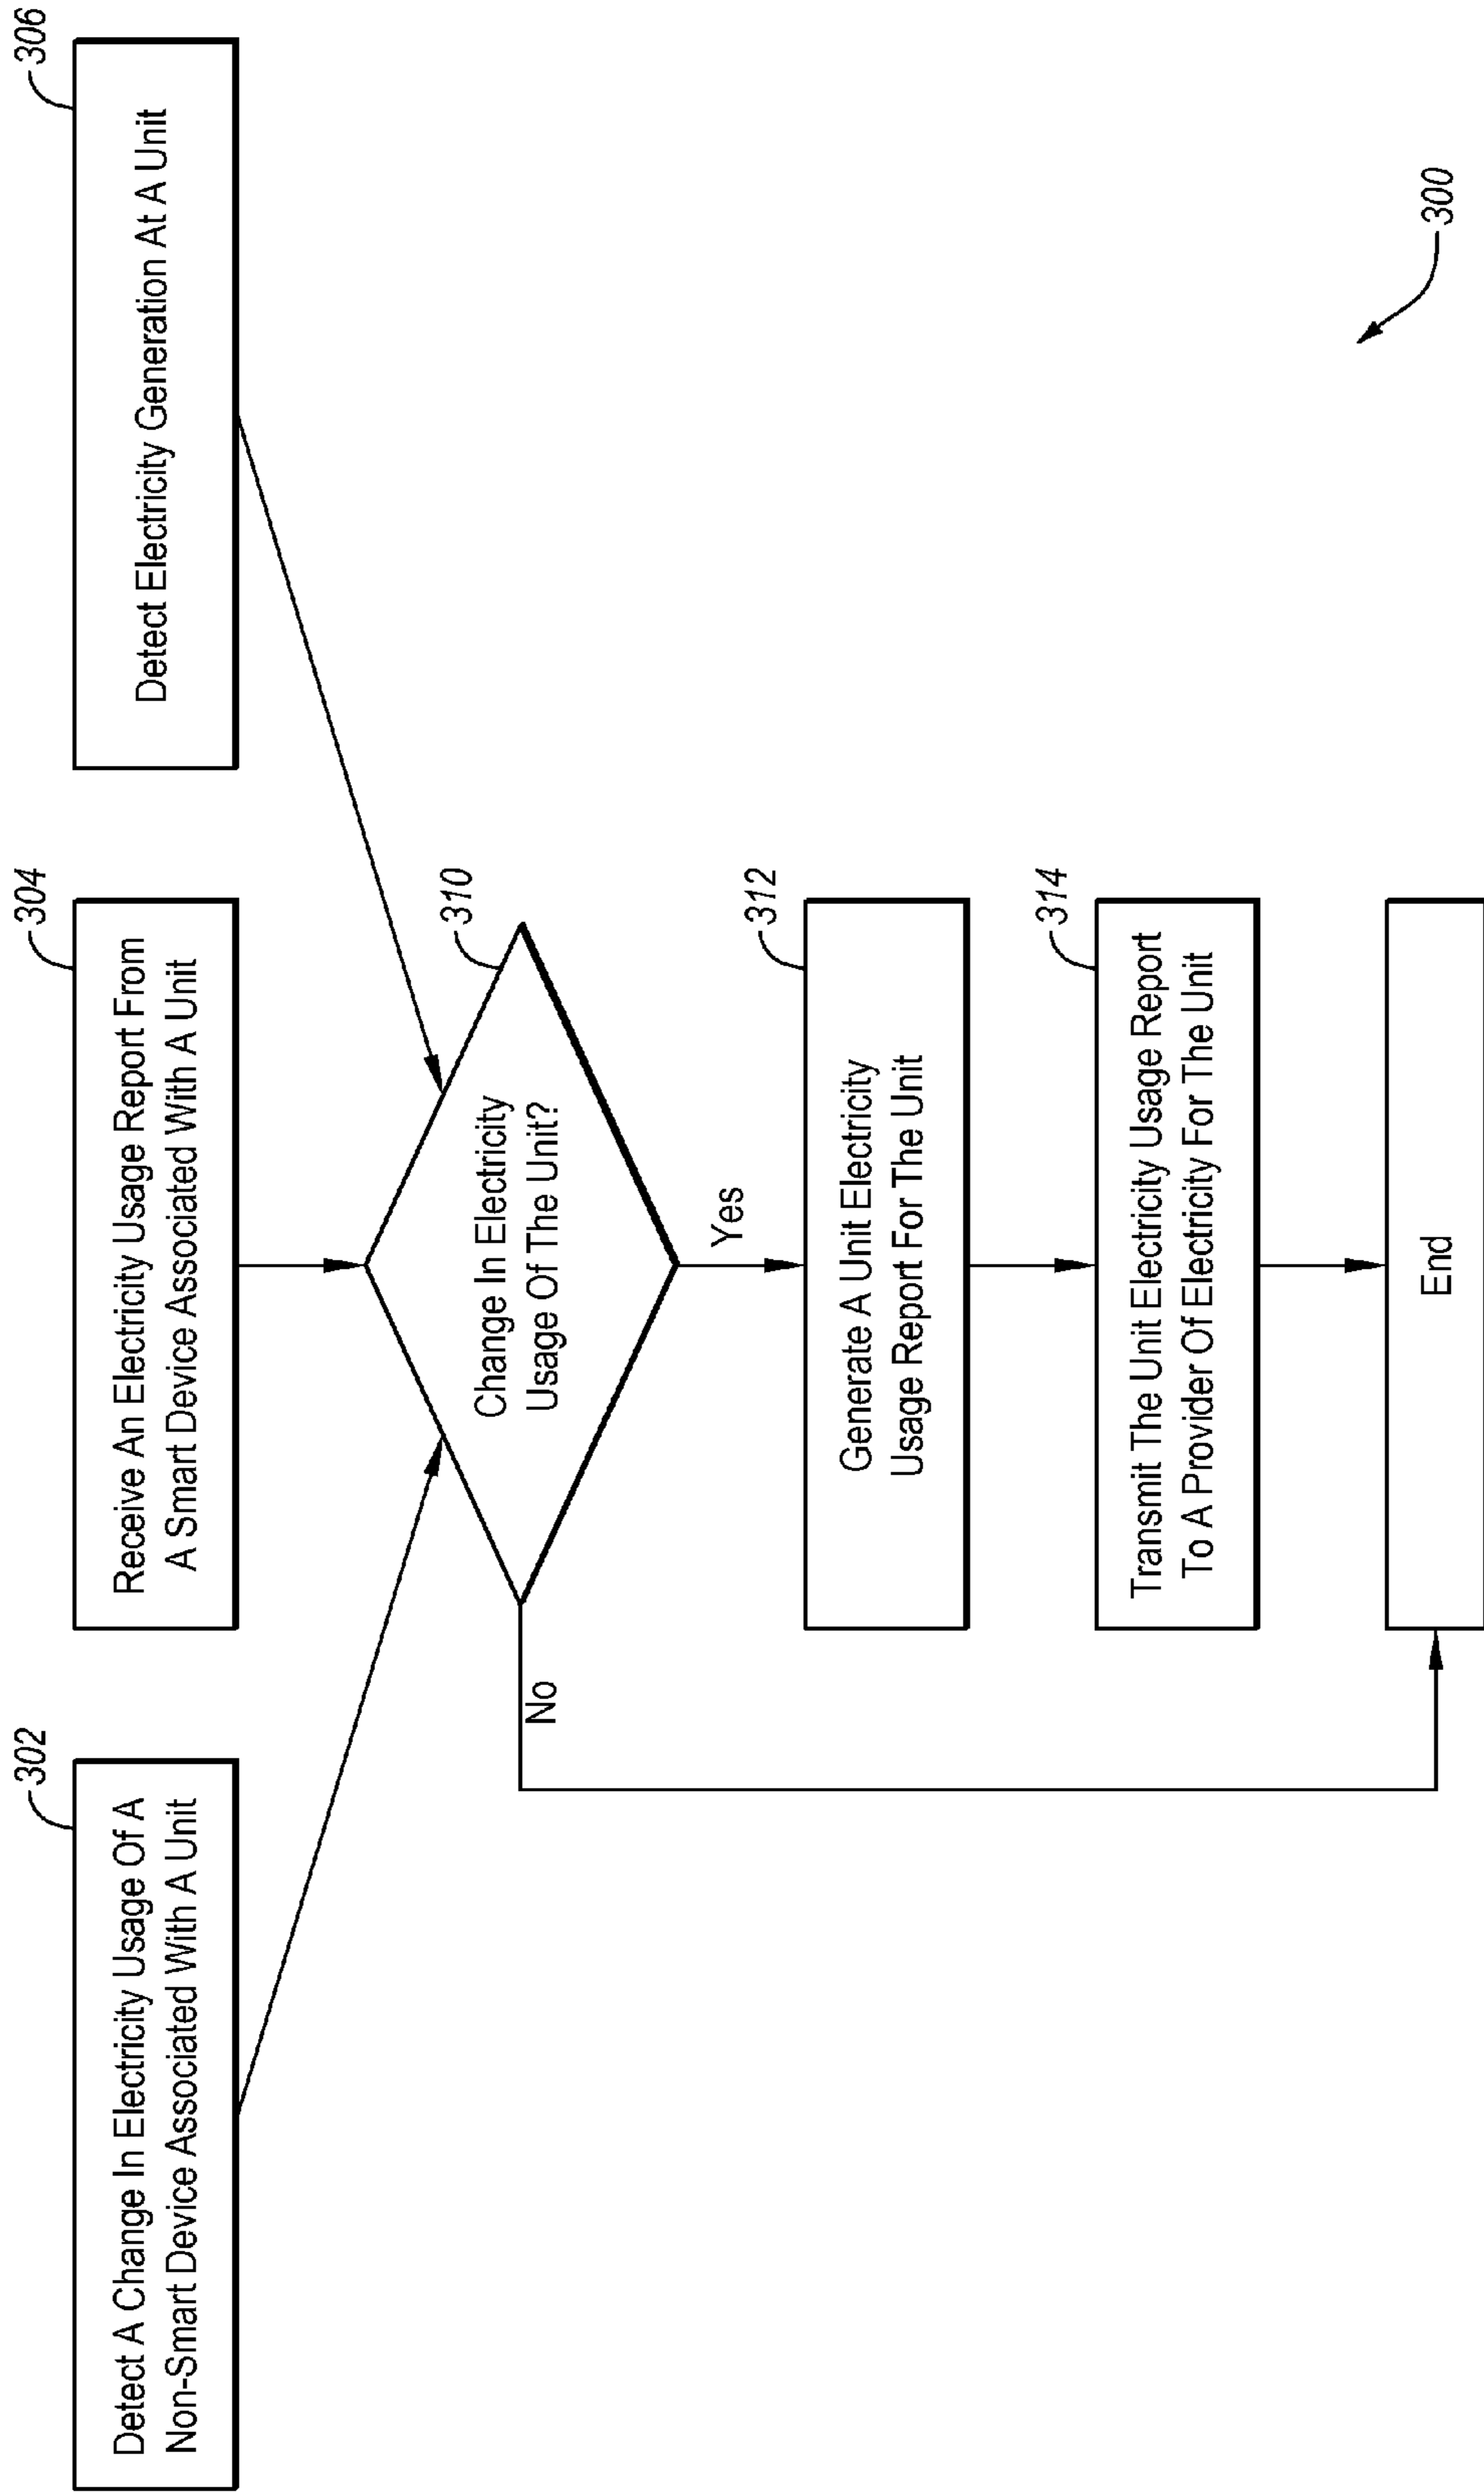 302
Detect A Change In Electricity Usage Of A
Non-Smart Device Associated With A Unit
304
Receive An Electricity Usage Report From
A Smart Device Associated With A Unit
306
Detect Electricity Generation At A Unit
310
Change In Electricity
Usage Of The Unit?
No
Yes
312
Generate A Unit Electricity
Usage Report For The Unit
314
Transmit The Unit Electricity Usage Report
To A Provider Of Electricity For The Unit
End
300